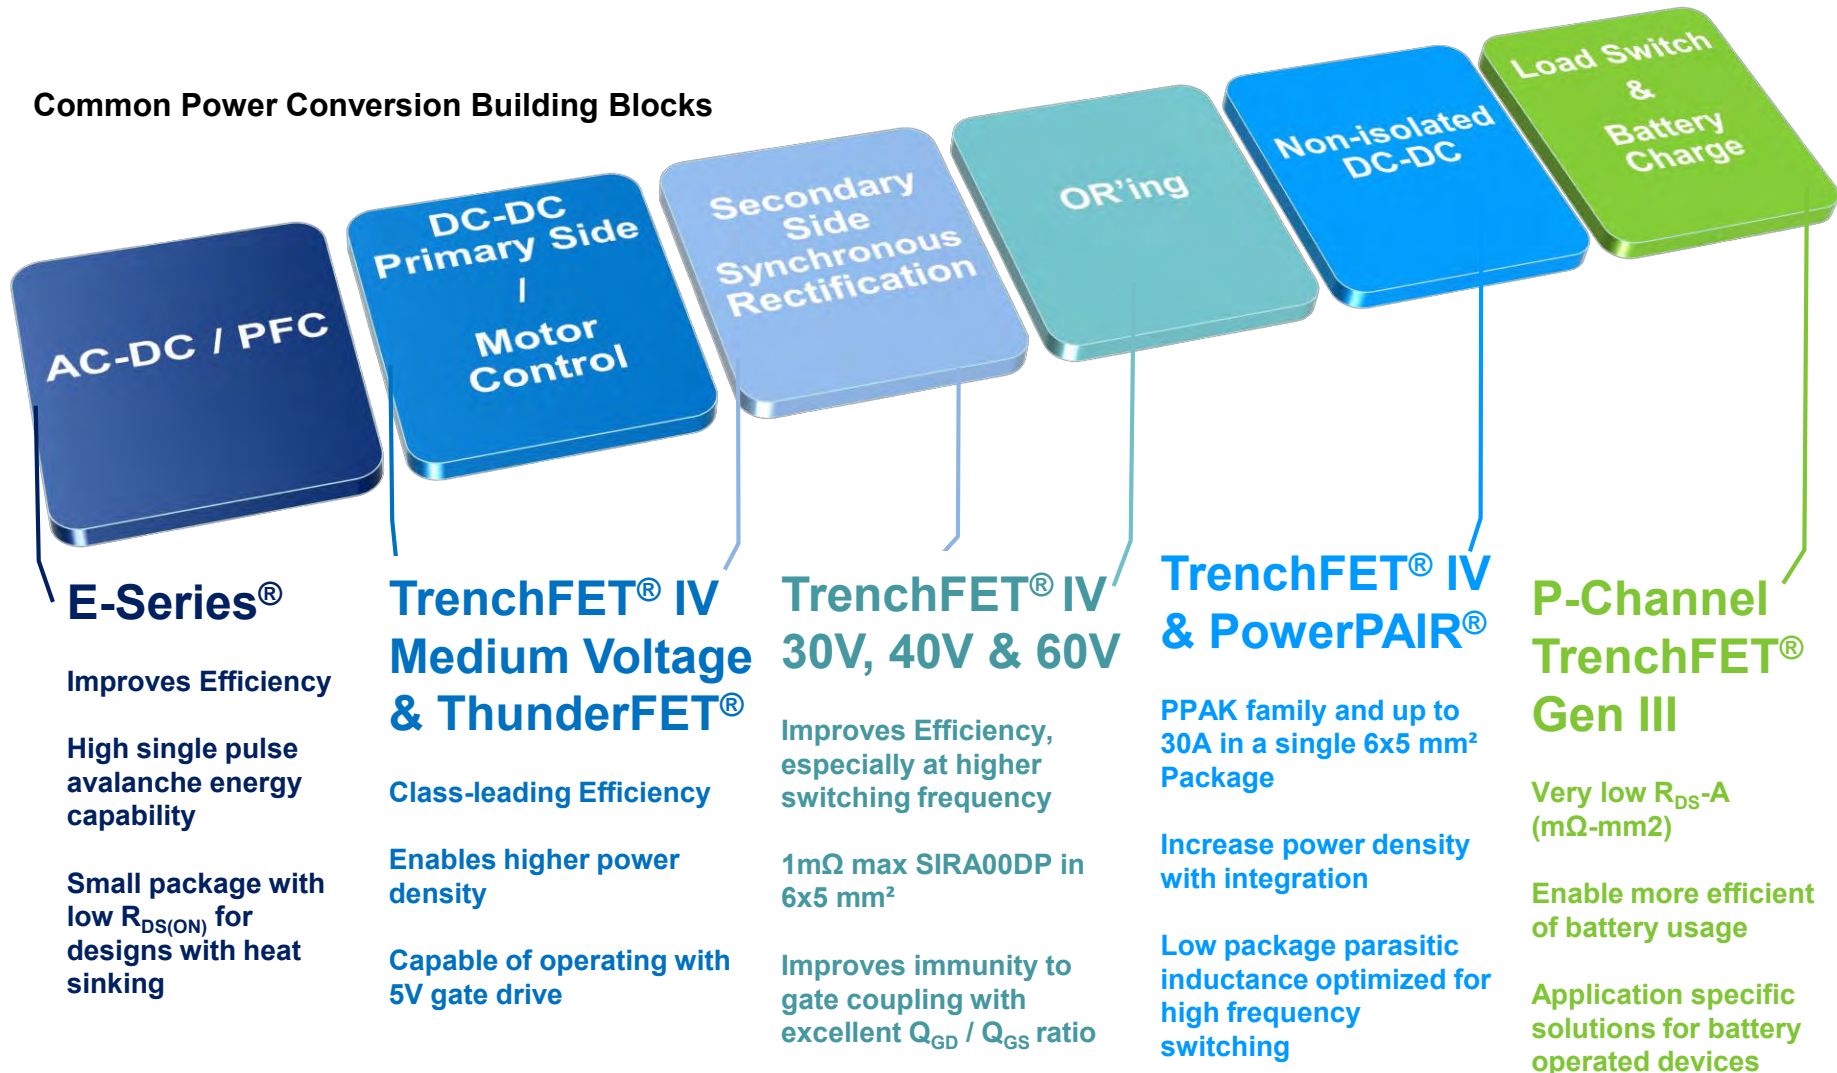 Common Power Conversion Building Blocks
AC-DC / PFC
DC-DC
Primary Side
/
Motor
Control
Secondary
Side
Synchronous
Rectification
OR'ing
Non-isolated
DC-DC
Load Switch
&
Battery
Charge
E-Series®
Improves Efficiency
High single pulse
avalanche energy
capability
Small package with
low RDS(ON) for
designs with heat
sinking
TrenchFET® IV
Medium Voltage
& ThunderFET®
Class-leading Efficiency
Enables higher power
density
Capable of operating with
5V gate drive
TrenchFET® IV
30V, 40V & 60V
Improves Efficiency,
especially at higher
switching frequency
1mΩ max SIRA00DP in
6x5 mm²
Improves immunity to
gate coupling with
excellent QGD / QGS ratio
TrenchFET® IV
& PowerPAIR®
PPAK family and up to
30A in a single 6x5 mm²
Package
Increase power density
with integration
Low package parasitic
inductance optimized for
high frequency
switching
P-Channel
TrenchFET®
Gen III
Very low RDS-A
(mΩ-mm2)
Enable more efficient
of battery usage
Application specific
solutions for battery
operated devices